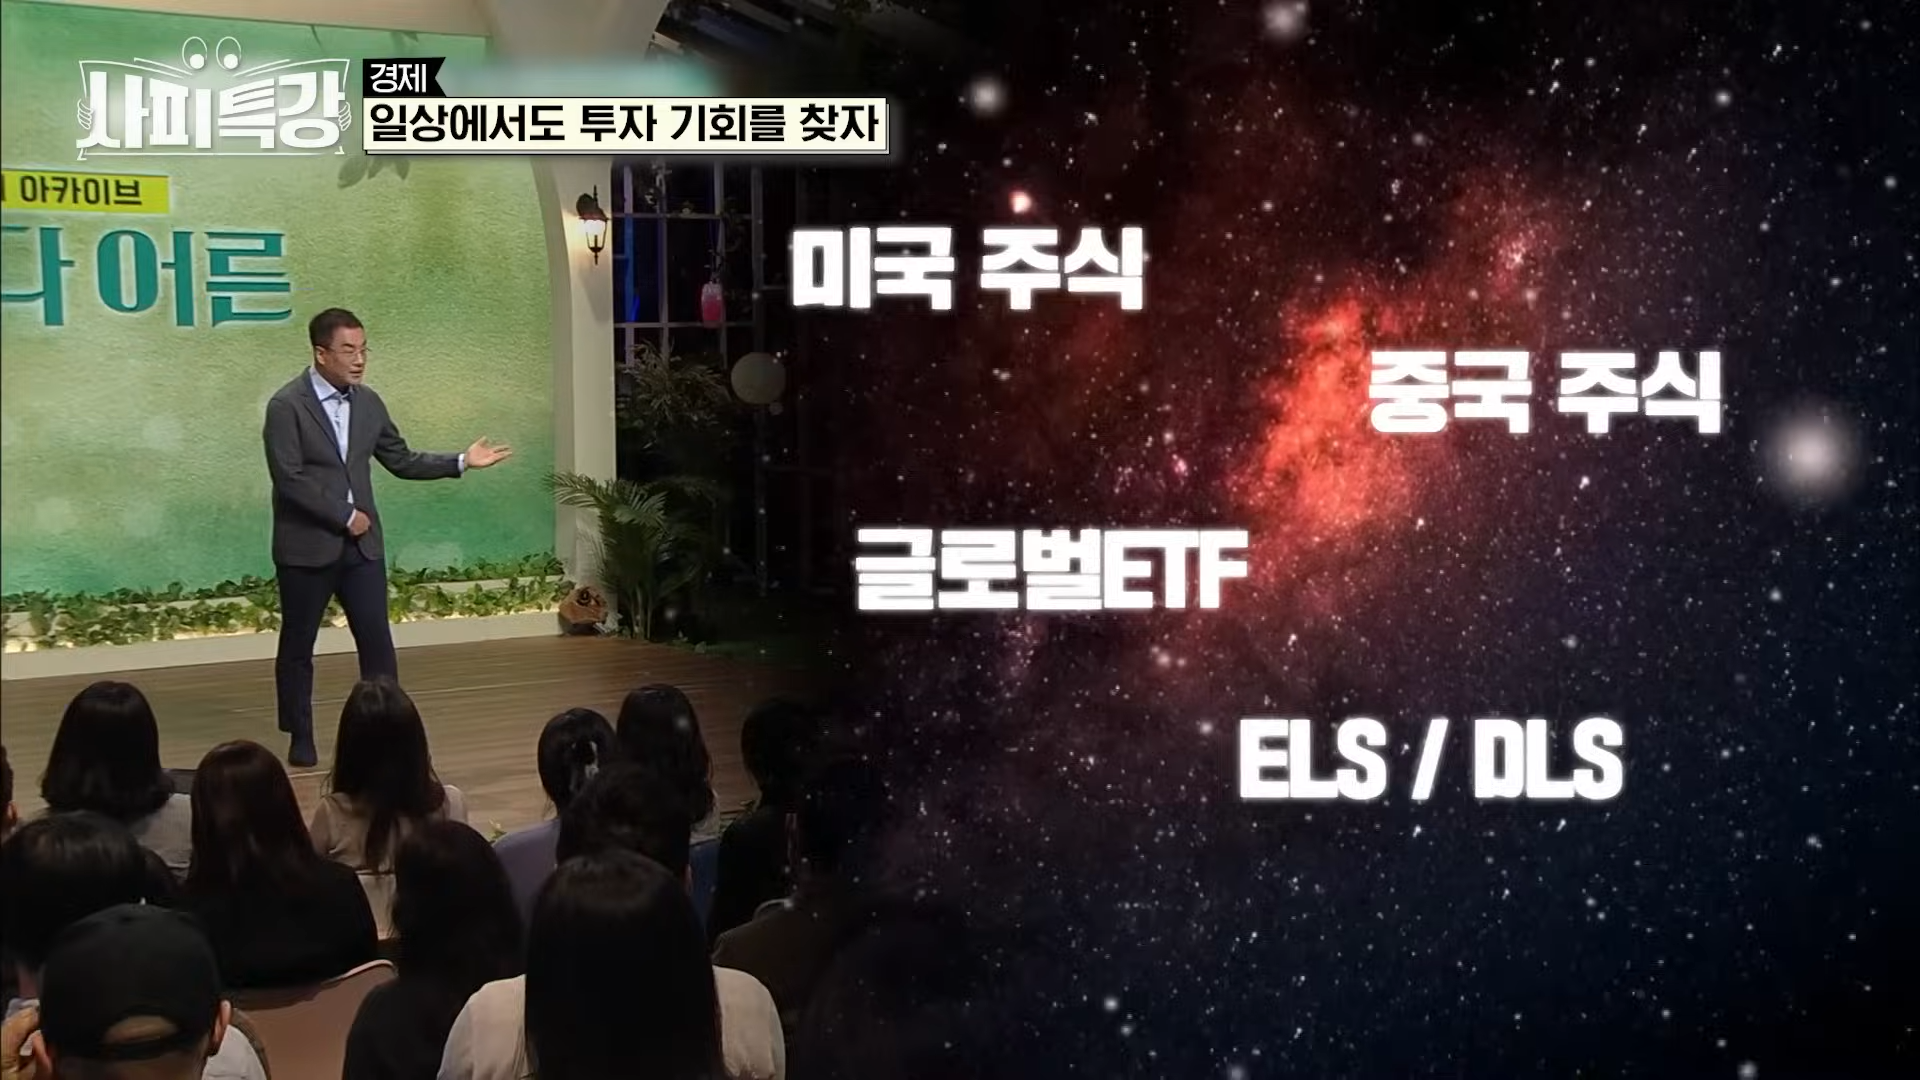 사피특강
경제
일상에서도 투자 기회를 찾자
아카이브
다 어른
미국 주식
중국 주식
글로벌ETF
ELS / DLS